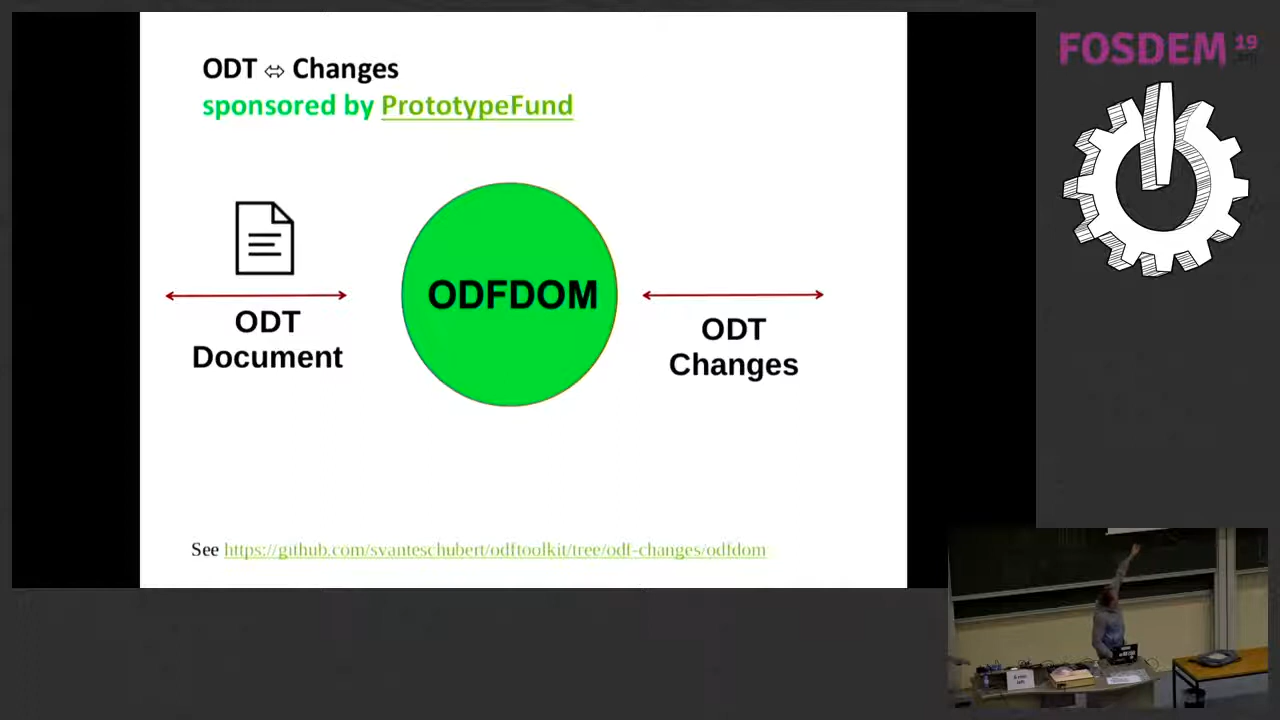 ODT ⇔ Changes
sponsored by PrototypeFund
ODFDOM
ODT
Document
ODT
Changes
See https://github.com/svanteschubert/odftoolkit/tree/odf-changes/odfdom
FOSDEM 19